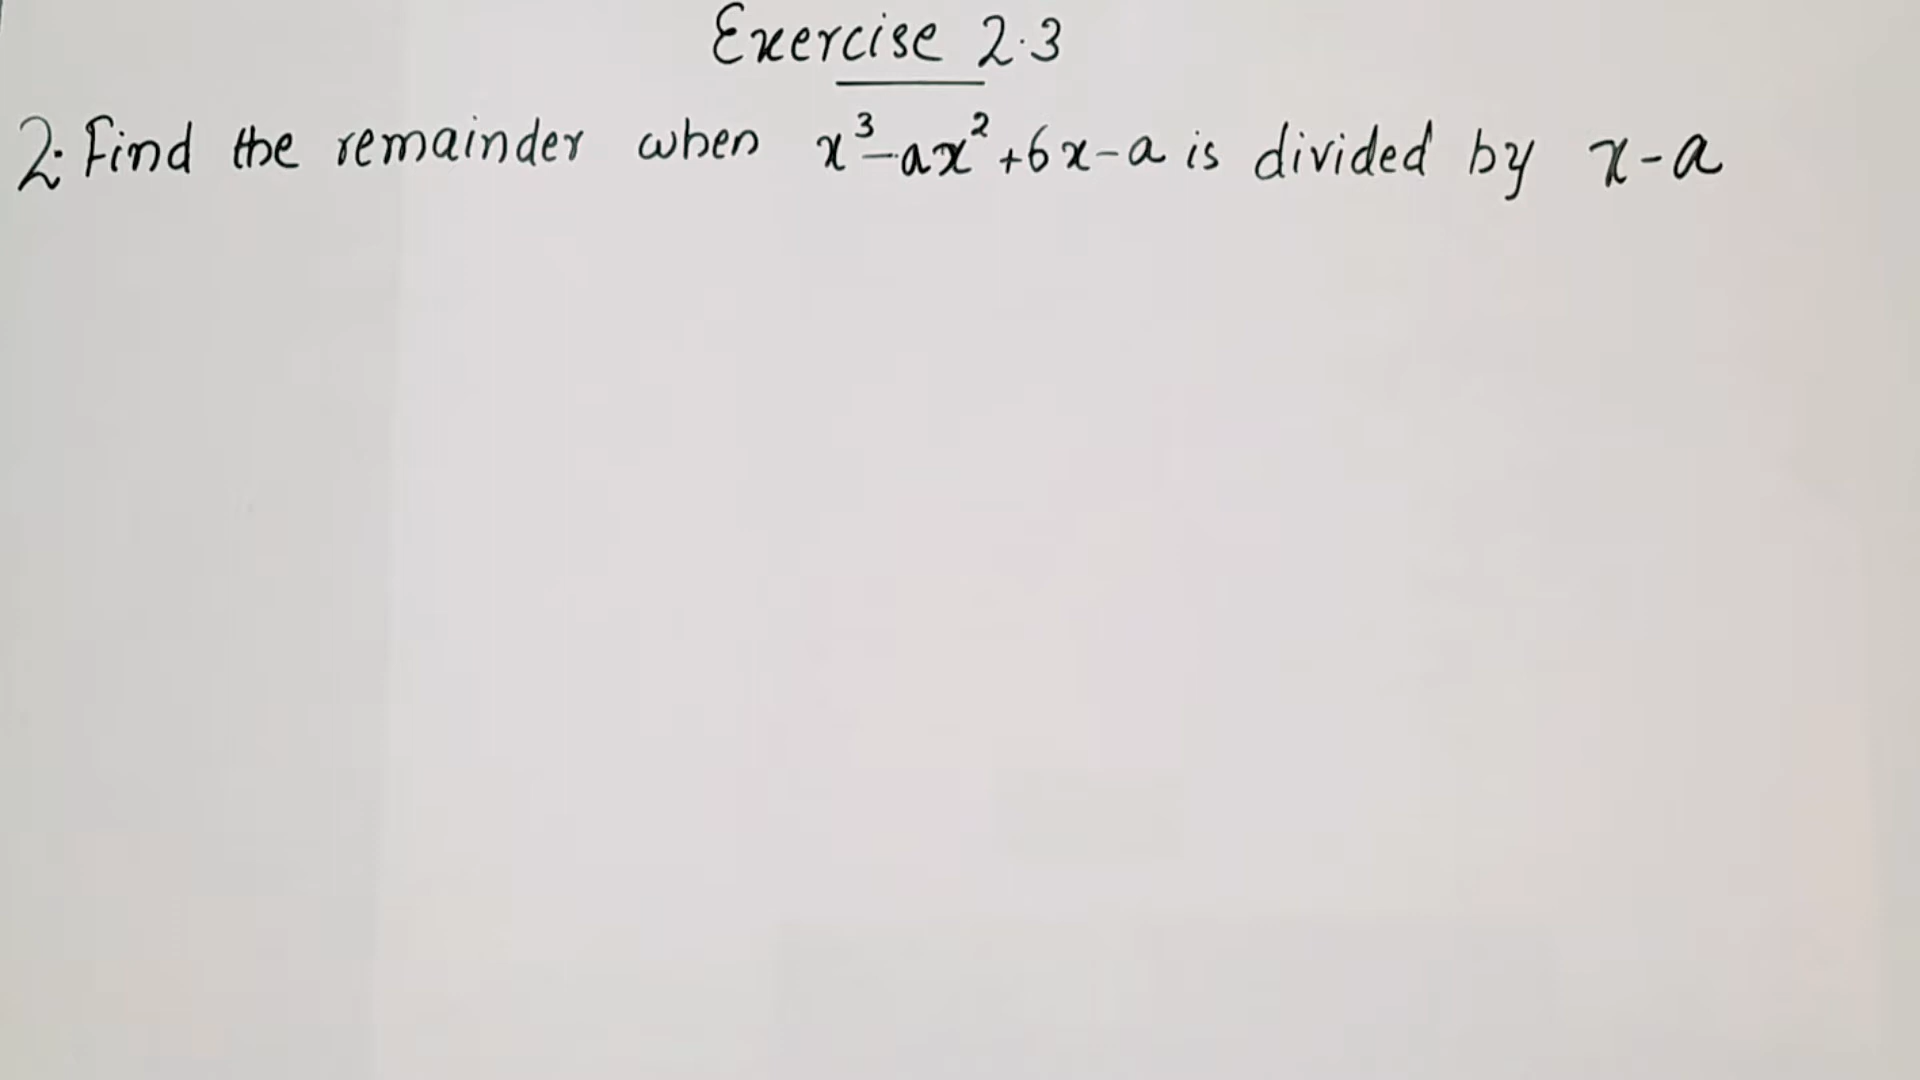 Exercise 2.3
2. Find the remainder when x³-ax²+6x-a is divided by x-a